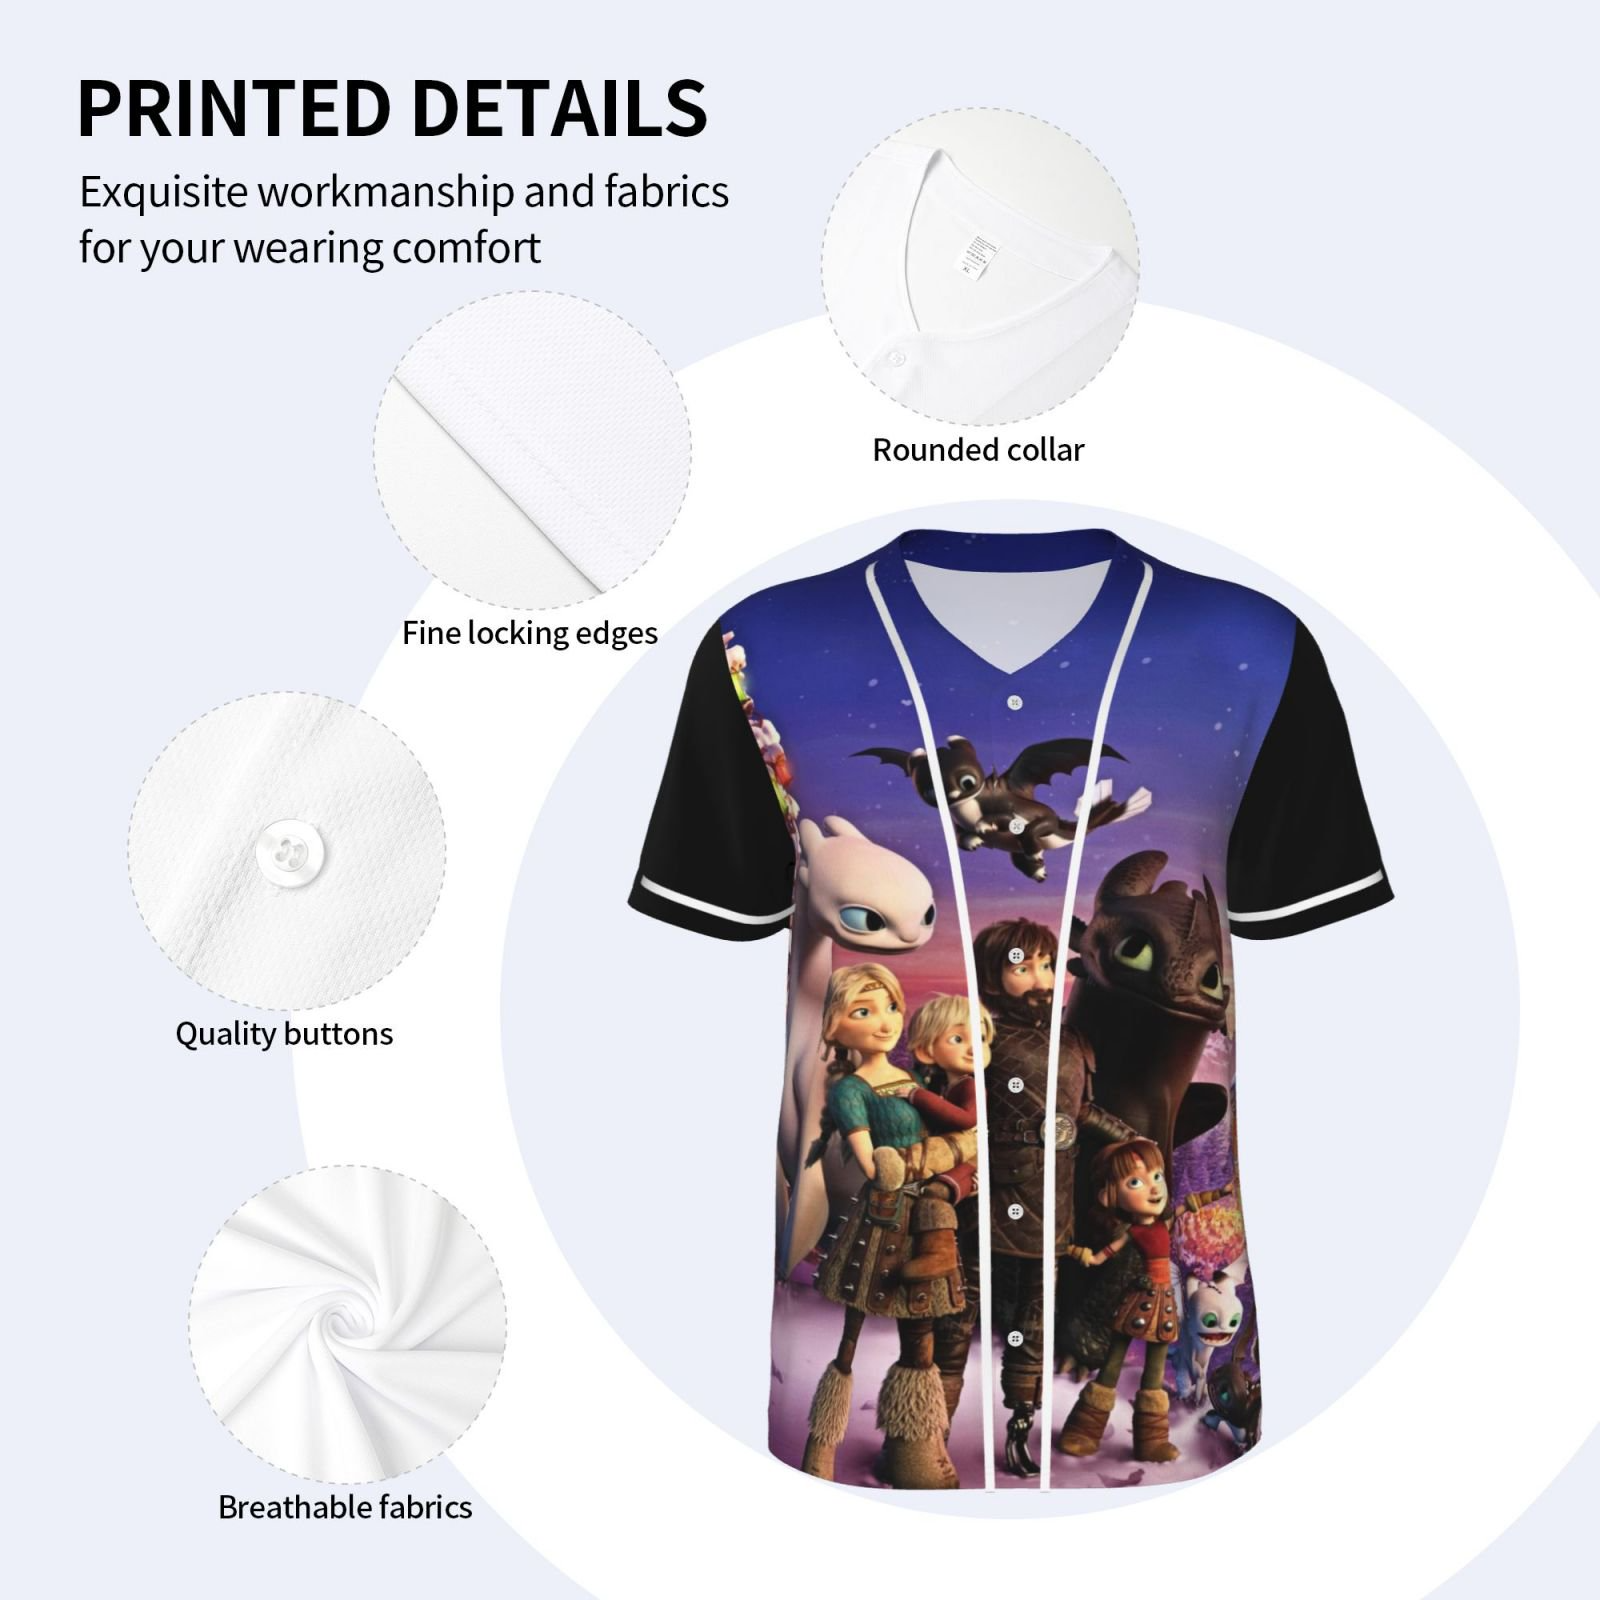 PRINTED DETAILS
Exquisite workmanship and fabrics
for your wearing comfort
Rounded collar
Fine locking edges
Quality buttons
Breathable fabrics
XL